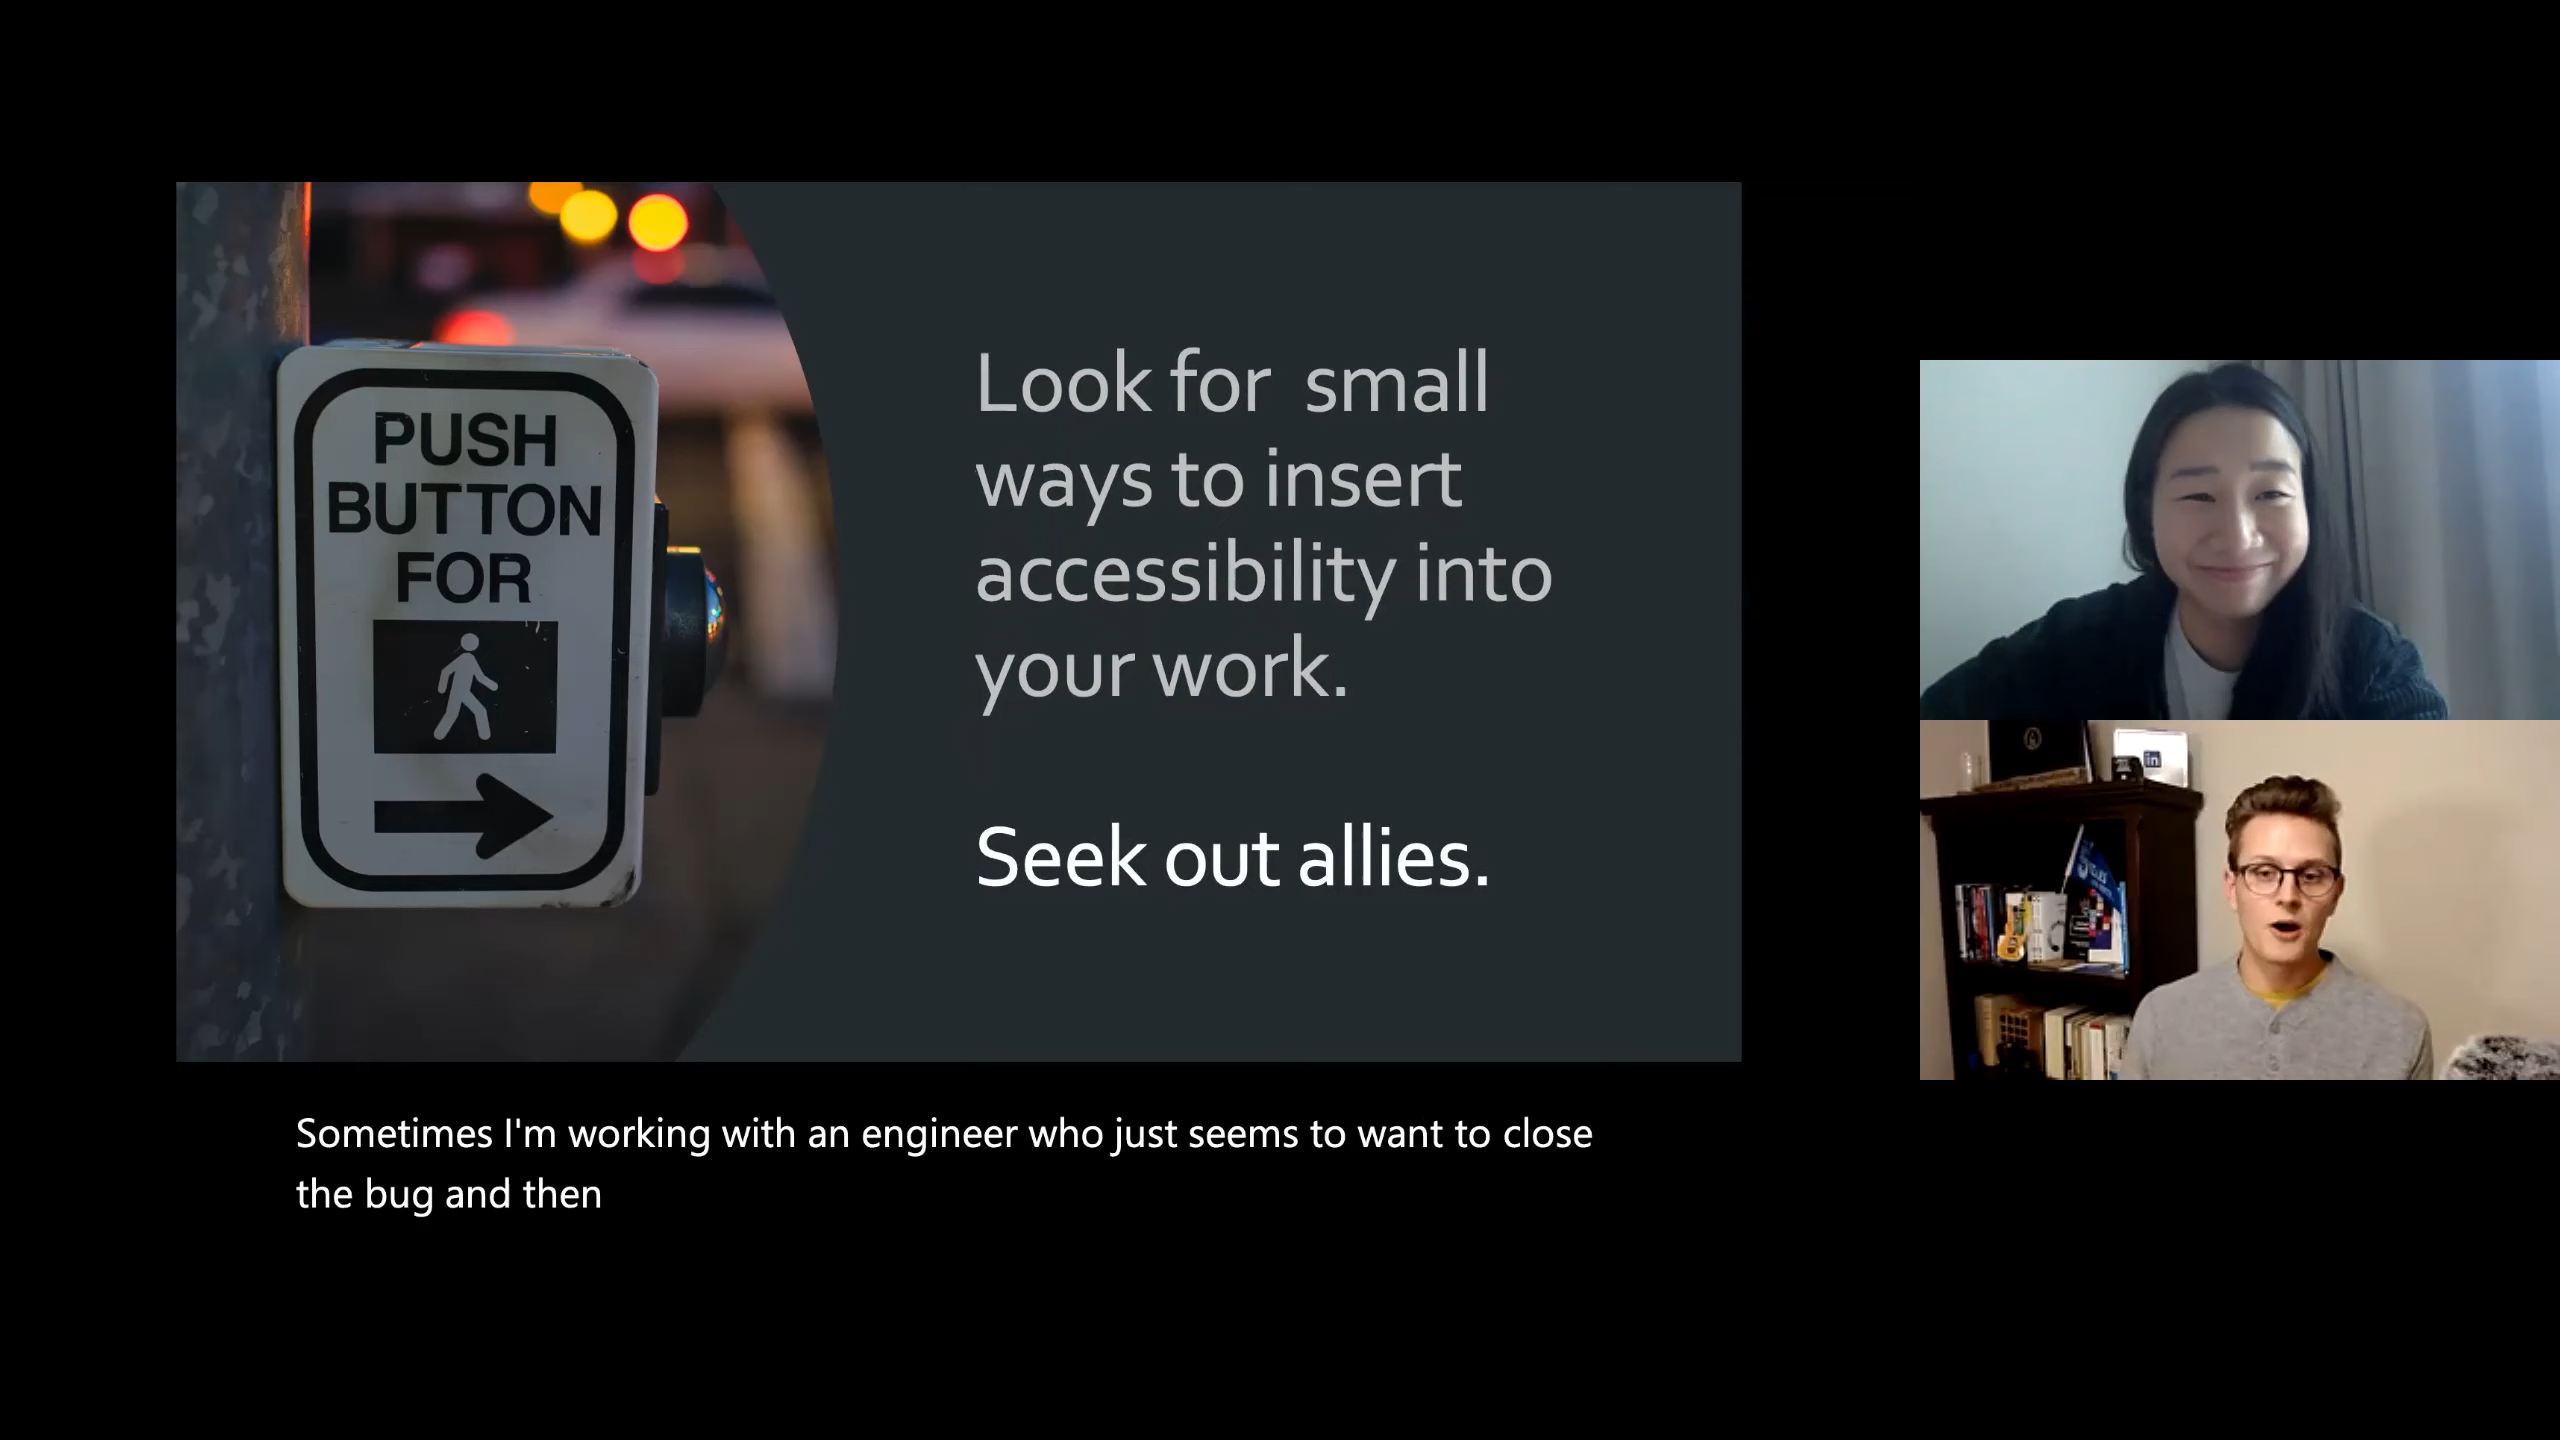 PUSH
BUTTON
FOR
Look for  small
ways to insert
accessibility into
your work.
Seek out allies.
in
Sometimes I'm working with an engineer who just seems to want to close
the bug and then